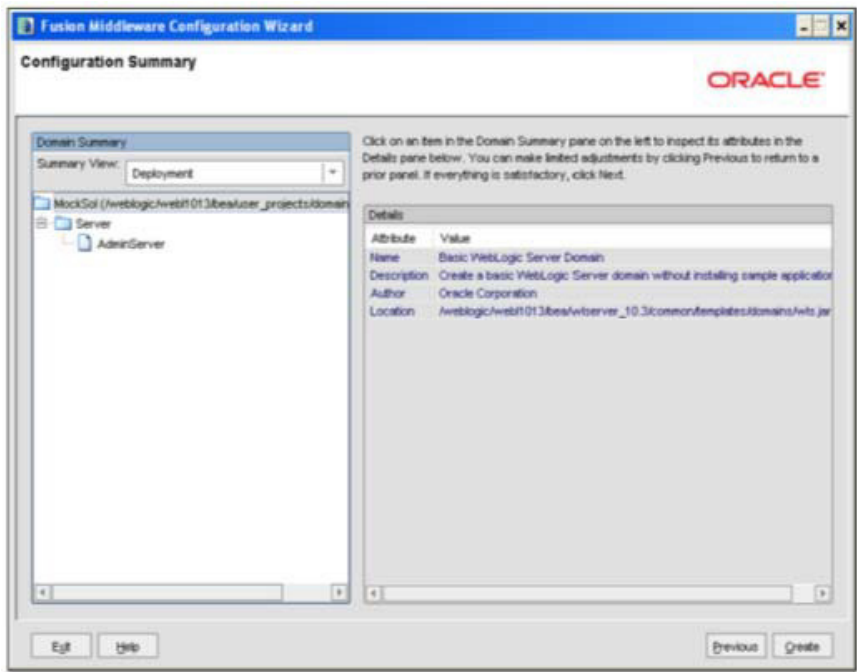 Fusion Middleware Configuration Wizard
Configuration Summary
ORACLE
Domain Summary
Summary View: Deployment
MockSol (/weblogic/webl1013/bea/user_projects/domain
Server
AdminServer
Click on an item in the Domain Summary pane on the left to inspect its attributes in the
Details pane below. You can make limited adjustments by clicking Previous to return to a
prior panel. If everything is satisfactory, click Next.
Details
Attribute Value
Name Basic WebLogic Server Domain
Description Create a basic WebLogic Server domain without installing sample application
Author Oracle Corporation
Location /weblogic/webl1013/bea/wlserver_10.3/common/templates/domains/wls.jar
Exit Help Previous Create